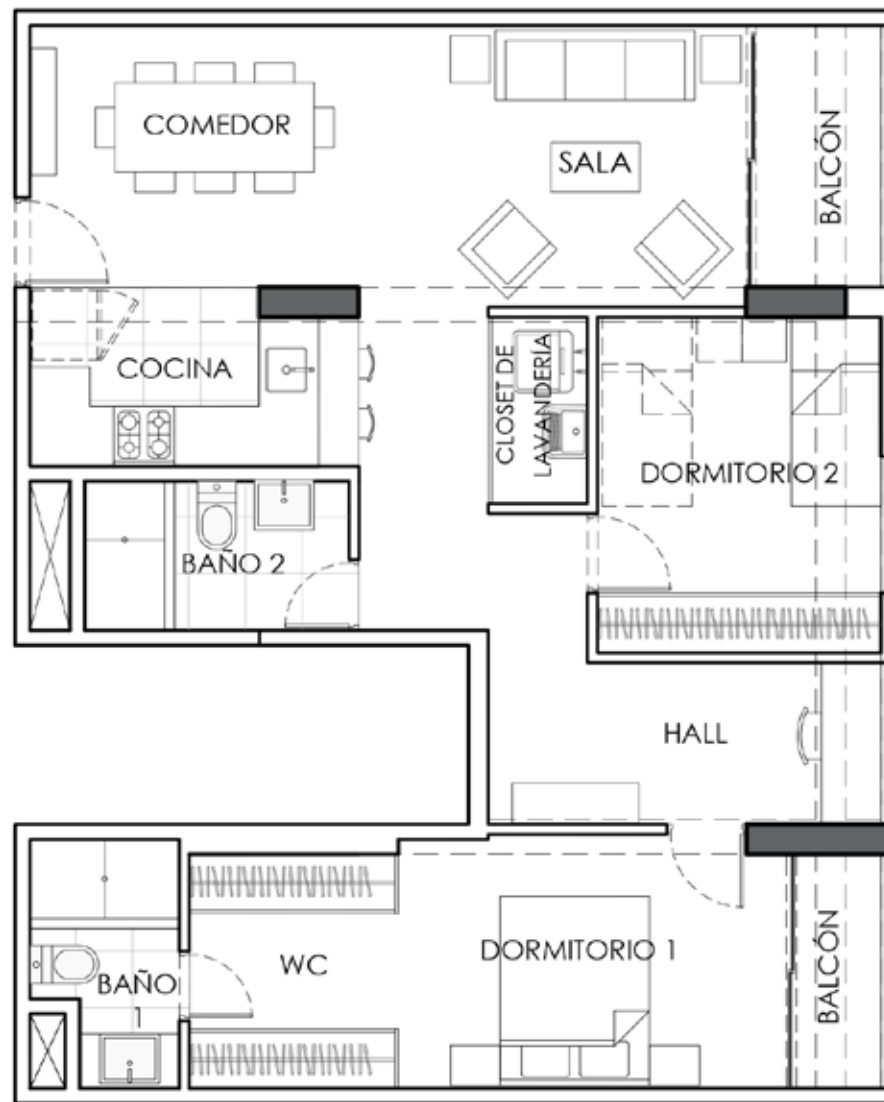 COMEDOR
SALA
BALCÓN
COCINA
CLOSET DE
LAVANDERÍA
DORMITORIO 2
BAÑO 2
HALL
DORMITORIO 1
WC
BAÑO
1
BALCÓN